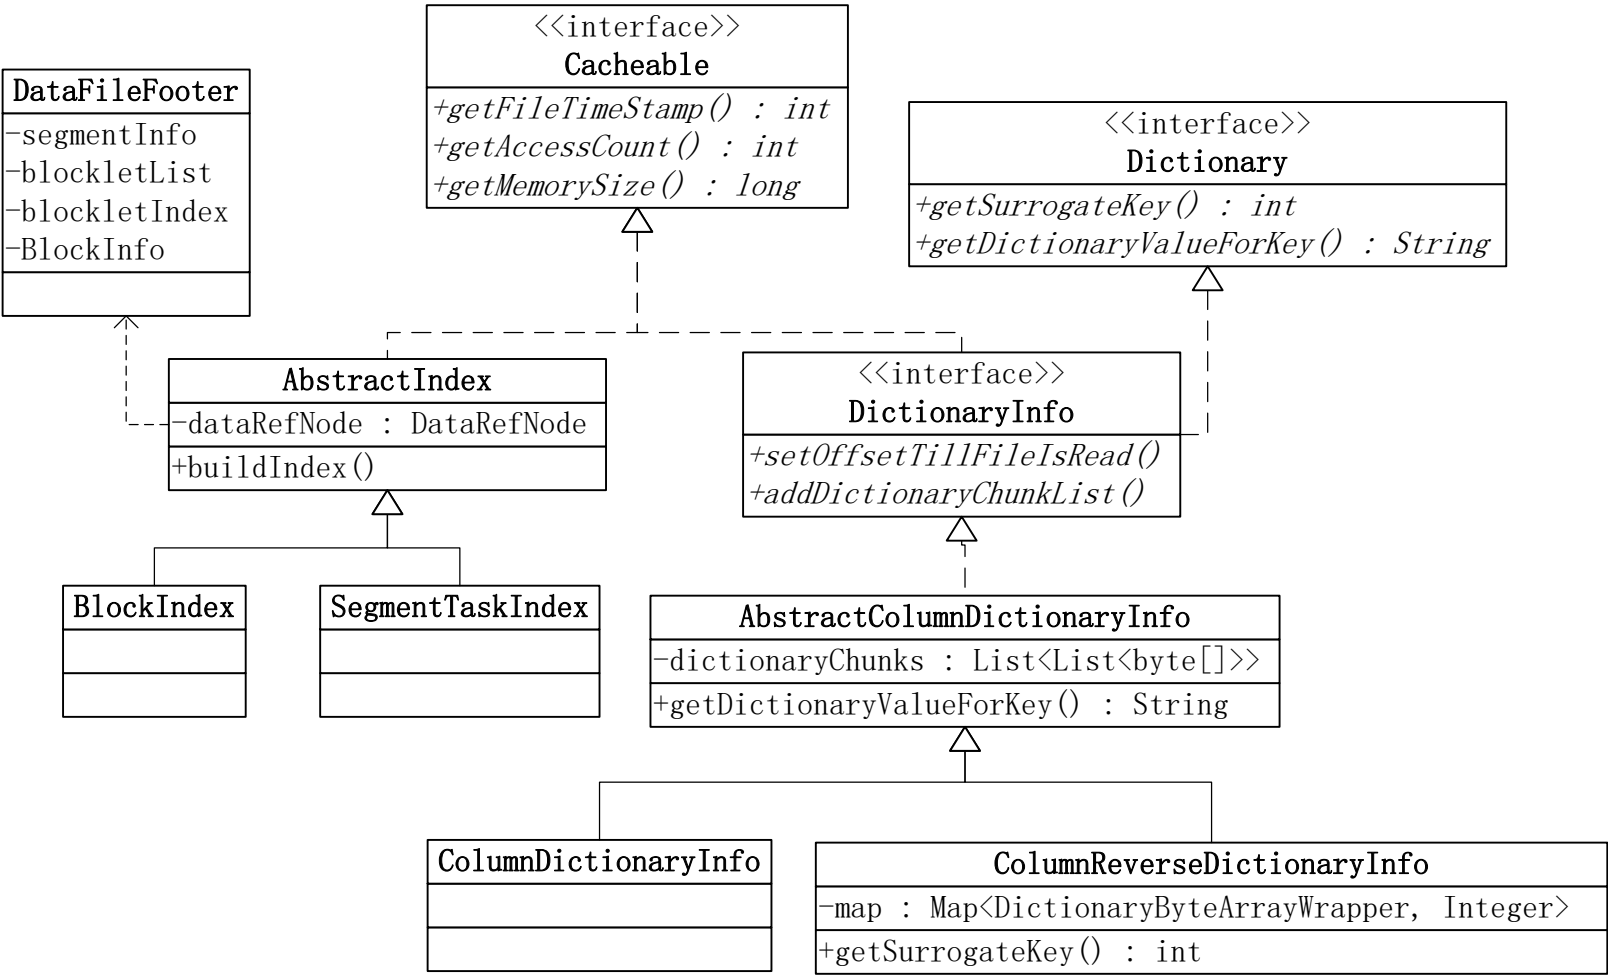 <<interface>>
Cacheable
+getFileTimeStamp() : int
+getAccessCount() : int
+getMemorySize() : long
DataFileFooter
-segmentInfo
-blockletList
-blockletIndex
-BlockInfo
<<interface>>
Dictionary
+getSurrogateKey() : int
+getDictionaryValueForKey() : String
AbstractIndex
-dataRefNode : DataRefNode
+buildIndex()
<<interface>>
DictionaryInfo
+setOffsetTillFileIsRead()
+addDictionaryChunkList()
BlockIndex
SegmentTaskIndex
AbstractColumnDictionaryInfo
-dictionaryChunks : List<List<byte[]>>
+getDictionaryValueForKey() : String
ColumnDictionaryInfo
ColumnReverseDictionaryInfo
-map : Map<DictionaryByteArrayWrapper, Integer>
+getSurrogateKey() : int